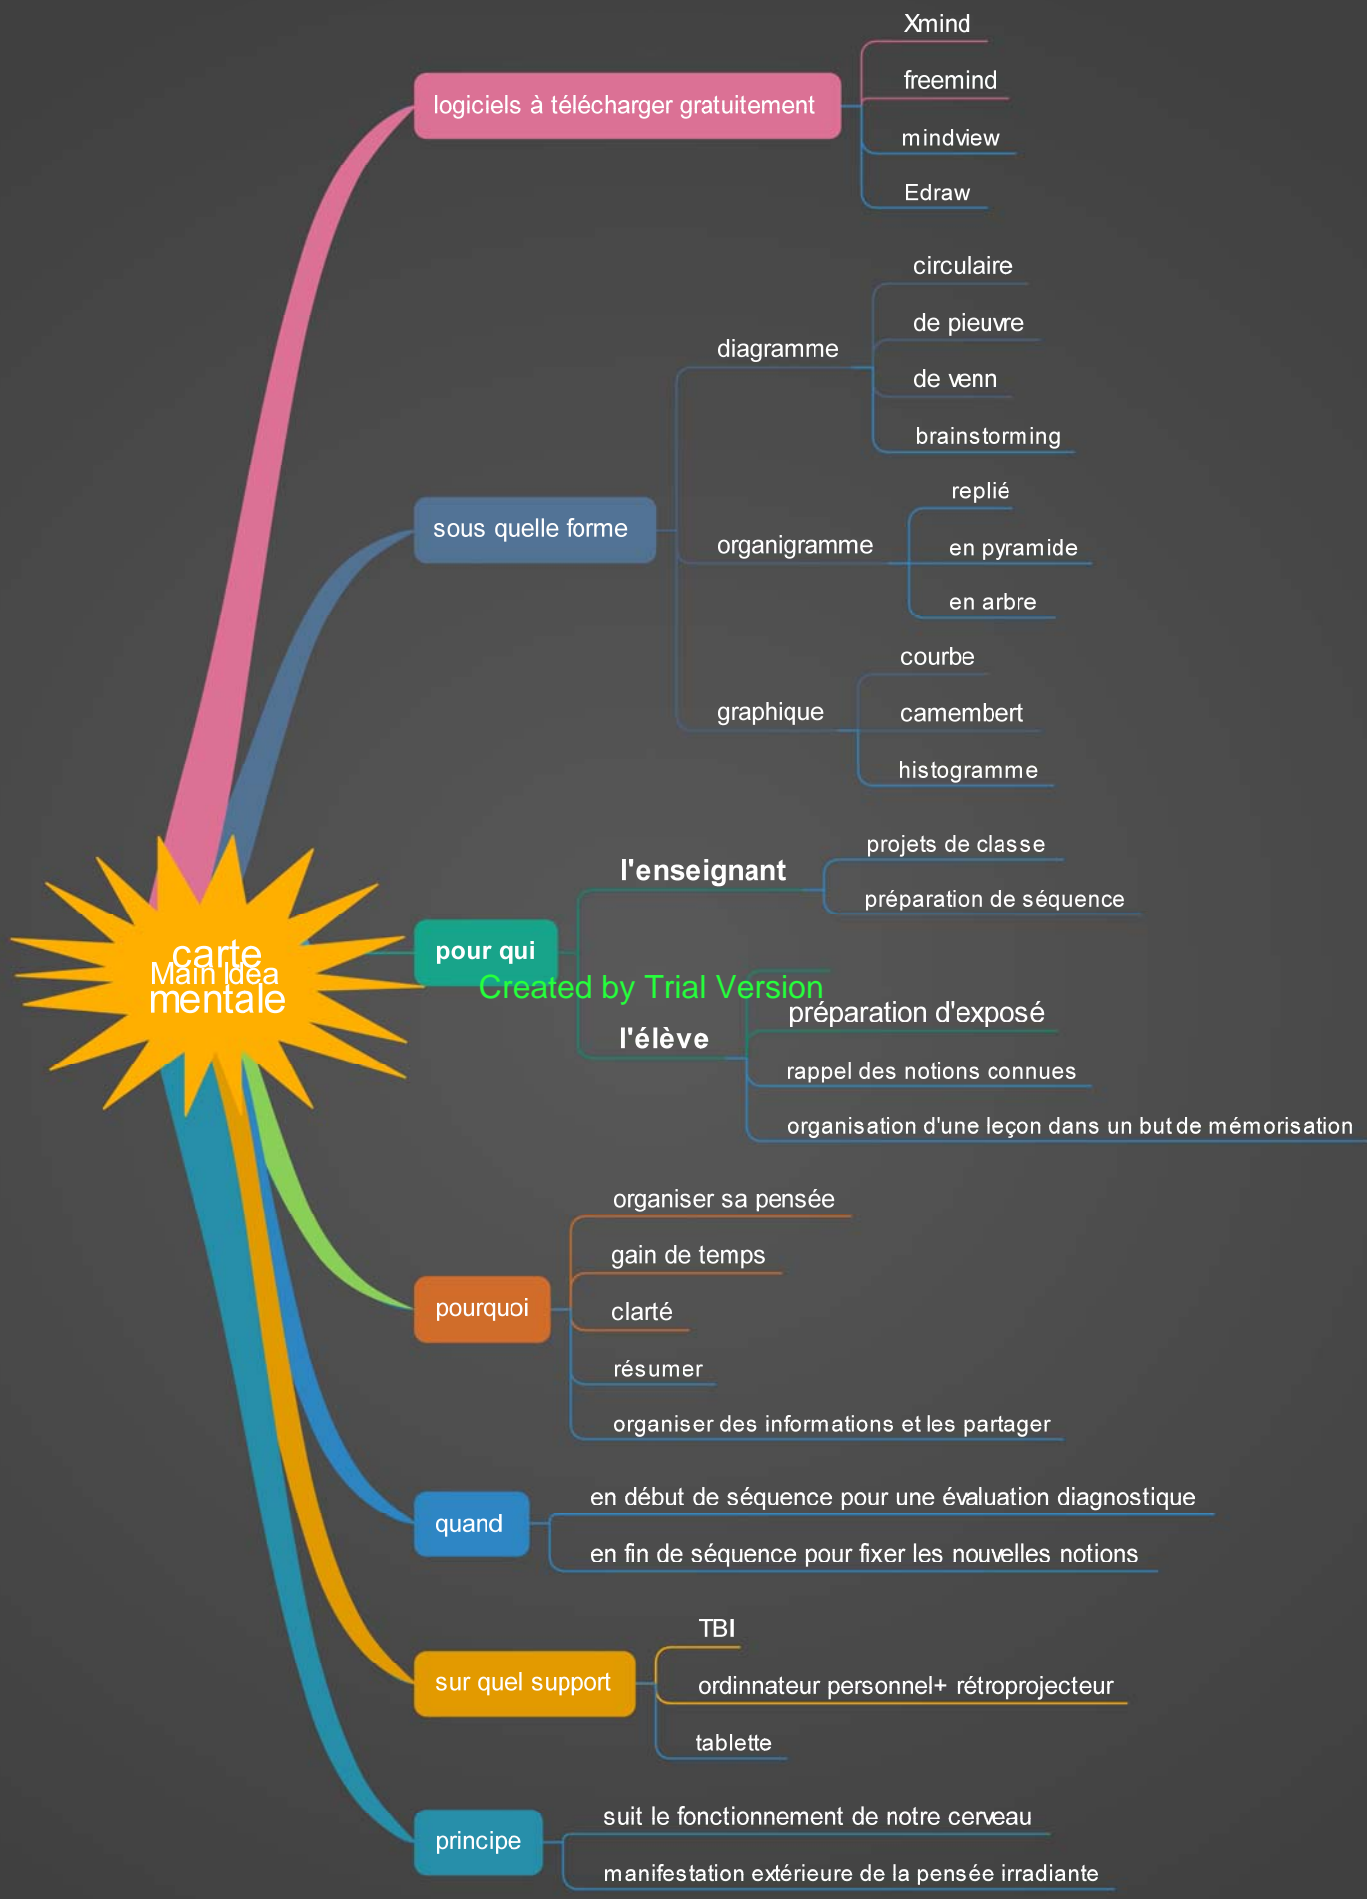 Xmind
logiciels à télécharger gratuitement
freemind
mindview
Edraw
sous quelle forme
diagramme
circulaire
de pieuvre
de venn
brainstorming
organigramme
replié
en pyramide
en arbre
graphique
courbe
camembert
histogramme
carte
Main Idea
mentale
pour qui
l'enseignant
projets de classe
préparation de séquence
Created by Trial Version
l'élève
préparation d'exposé
rappel des notions connues
organisation d'une leçon dans un but de mémorisation
pourquoi
organiser sa pensée
gain de temps
clarté
résumer
organiser des informations et les partager
quand
en début de séquence pour une évaluation diagnostique
en fin de séquence pour fixer les nouvelles notions
sur quel support
TBI
ordinnateur personnel+ rétroprojecteur
tablette
principe
suit le fonctionnement de notre cerveau
manifestation extérieure de la pensée irradiante